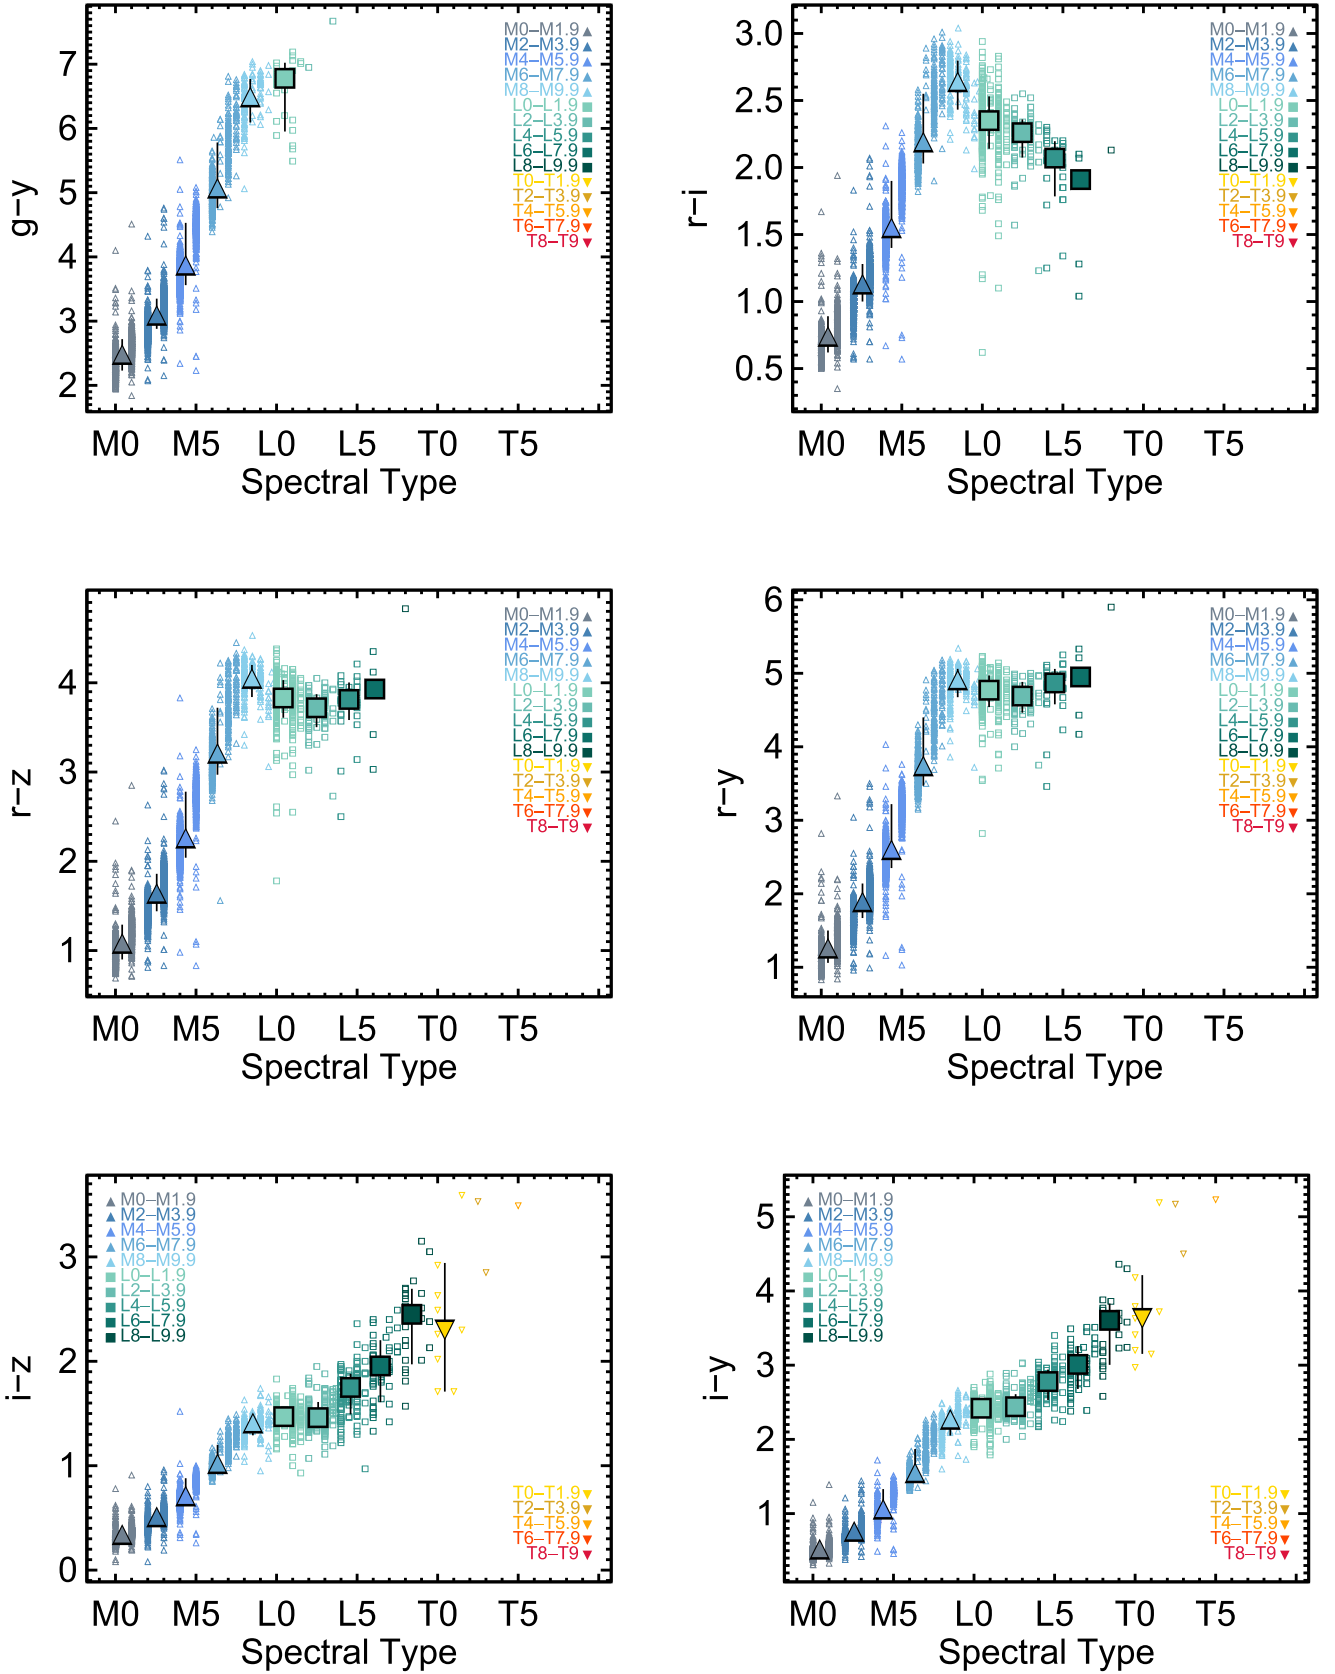 g−y
7
6
5
4
3
2
M0−M1.9
M2−M3.9
M4−M5.9
M6−M7.9
M8−M9.9
L0−L1.9
L2−L3.9
L4−L5.9
L6−L7.9
L8−L9.9
T0−T1.9
T2−T3.9
T4−T5.9
T6−T7.9
T8−T9
M0 M5 L0 L5 T0 T5
Spectral Type
r−i
3.0
2.5
2.0
1.5
1.0
0.5
M0−M1.9
M2−M3.9
M4−M5.9
M6−M7.9
M8−M9.9
L0−L1.9
L2−L3.9
L4−L5.9
L6−L7.9
L8−L9.9
T0−T1.9
T2−T3.9
T4−T5.9
T6−T7.9
T8−T9
M0 M5 L0 L5 T0 T5
Spectral Type
r−z
4
3
2
1
M0−M1.9
M2−M3.9
M4−M5.9
M6−M7.9
M8−M9.9
L0−L1.9
L2−L3.9
L4−L5.9
L6−L7.9
L8−L9.9
T0−T1.9
T2−T3.9
T4−T5.9
T6−T7.9
T8−T9
M0 M5 L0 L5 T0 T5
Spectral Type
r−y
6
5
4
3
2
1
M0−M1.9
M2−M3.9
M4−M5.9
M6−M7.9
M8−M9.9
L0−L1.9
L2−L3.9
L4−L5.9
L6−L7.9
L8−L9.9
T0−T1.9
T2−T3.9
T4−T5.9
T6−T7.9
T8−T9
M0 M5 L0 L5 T0 T5
Spectral Type
i−z
3
2
1
0
M0−M1.9
M2−M3.9
M4−M5.9
M6−M7.9
M8−M9.9
L0−L1.9
L2−L3.9
L4−L5.9
L6−L7.9
L8−L9.9
T0−T1.9
T2−T3.9
T4−T5.9
T6−T7.9
T8−T9
M0 M5 L0 L5 T0 T5
Spectral Type
i−y
5
4
3
2
1
M0−M1.9
M2−M3.9
M4−M5.9
M6−M7.9
M8−M9.9
L0−L1.9
L2−L3.9
L4−L5.9
L6−L7.9
L8−L9.9
T0−T1.9
T2−T3.9
T4−T5.9
T6−T7.9
T8−T9
M0 M5 L0 L5 T0 T5
Spectral Type